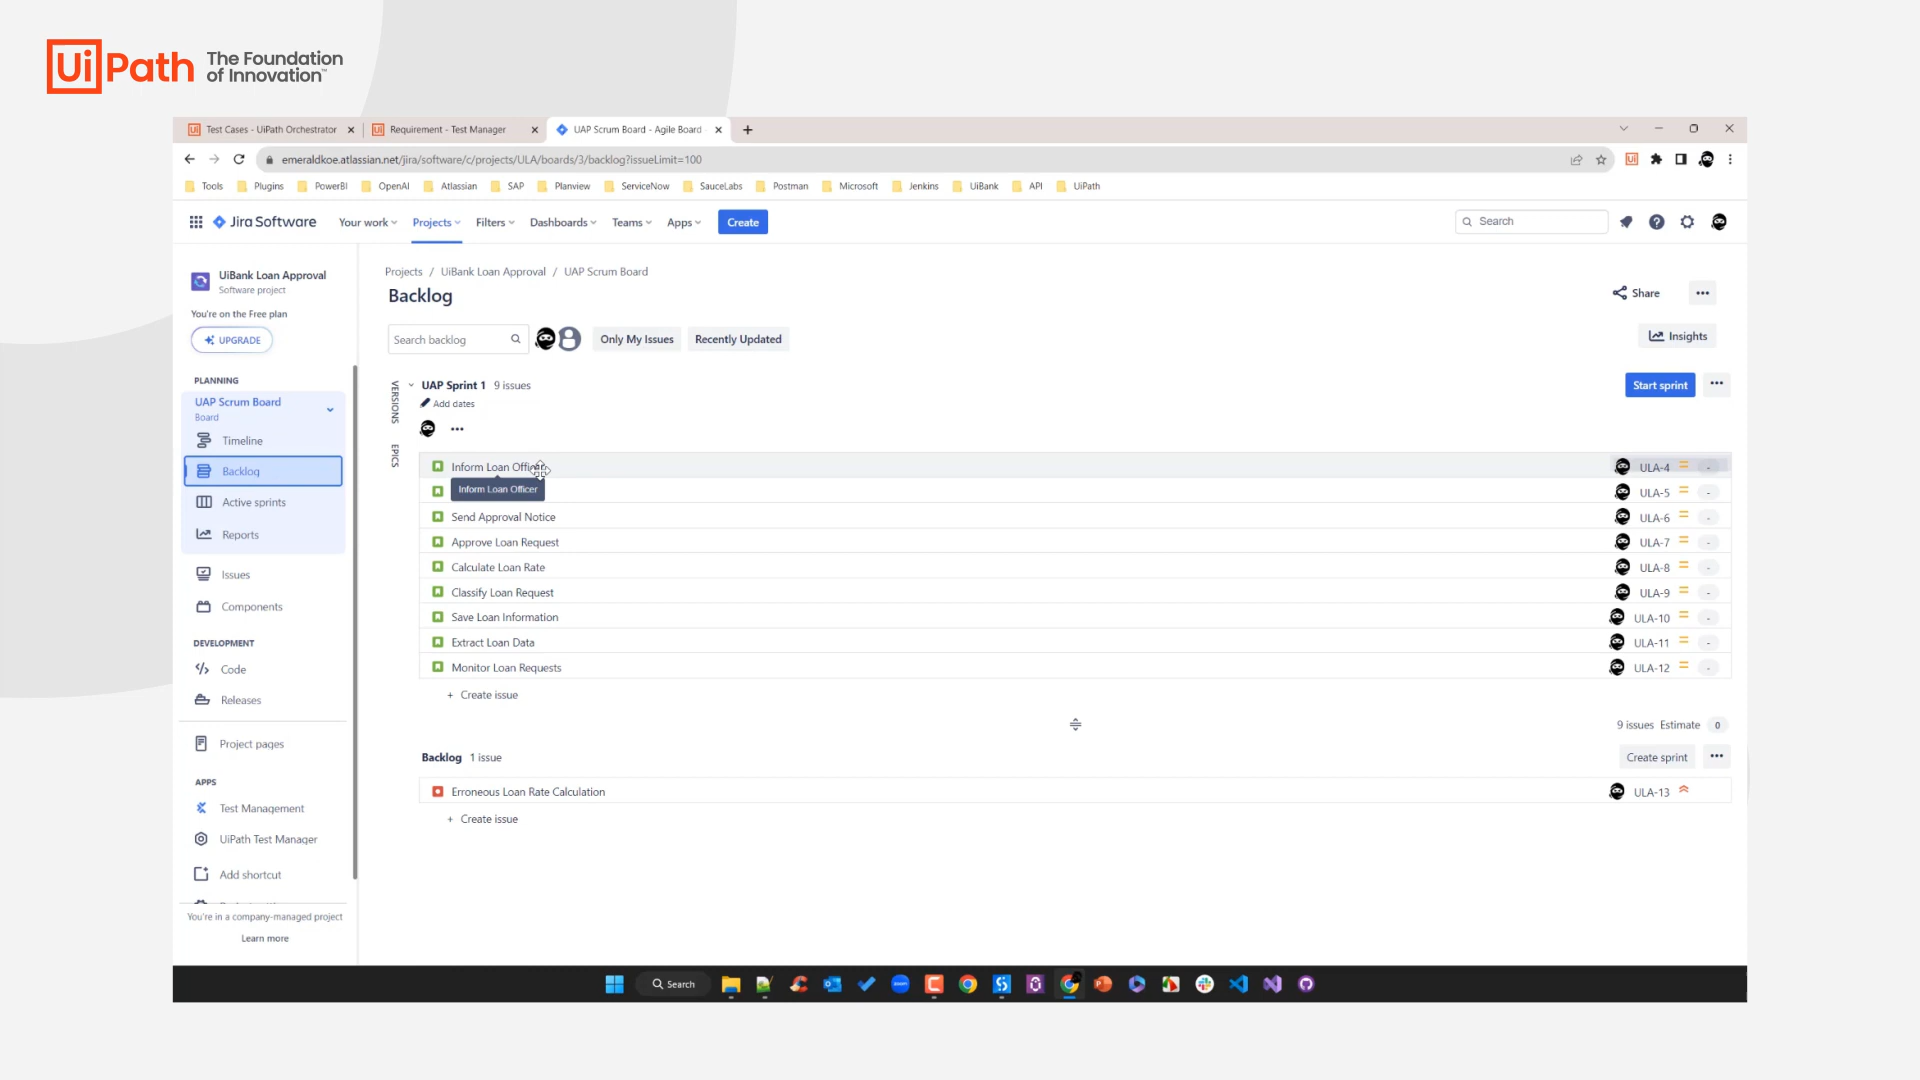 UiPath The Foundation
of Innovation™
Test Cases - UiPath Orchestrator
Requirement - Test Manager
UAP Scrum Board - Agile Board
emeraldkoe.atlassian.net/jira/software/c/projects/ULA/boards/3/backlog?issueLimit=100
Tools Plugins PowerBI OpenAI Atlassian SAP Planview ServiceNow SauceLabs Postman Microsoft Jenkins UiBank API UiPath
Jira Software Your work Projects Filters Dashboards Teams Apps Create Search
UiBank Loan Approval
Software project
You're on the Free plan
UPGRADE
PLANNING
UAP Scrum Board
Board
Timeline
Backlog
Active sprints
Reports
Issues
Components
DEVELOPMENT
Code
Releases
Project pages
APPS
Test Management
UiPath Test Manager
Add shortcut
You're in a company-managed project
Learn more
Projects / UiBank Loan Approval / UAP Scrum Board
Backlog
Share
Search backlog Only My Issues Recently Updated
Insights
VERSIONS
EPICS
UAP Sprint 1 9 issues
Start sprint
Add dates
Inform Loan Officer ULA-4 -
Inform Loan Officer
ULA-5 -
Send Approval Notice ULA-6 -
Approve Loan Request ULA-7 -
Calculate Loan Rate ULA-8 -
Classify Loan Request ULA-9 -
Save Loan Information ULA-10 -
Extract Loan Data ULA-11 -
Monitor Loan Requests ULA-12 -
+ Create issue
9 issues Estimate 0
Backlog 1 issue
Create sprint
Erroneous Loan Rate Calculation ULA-13
+ Create issue
Search